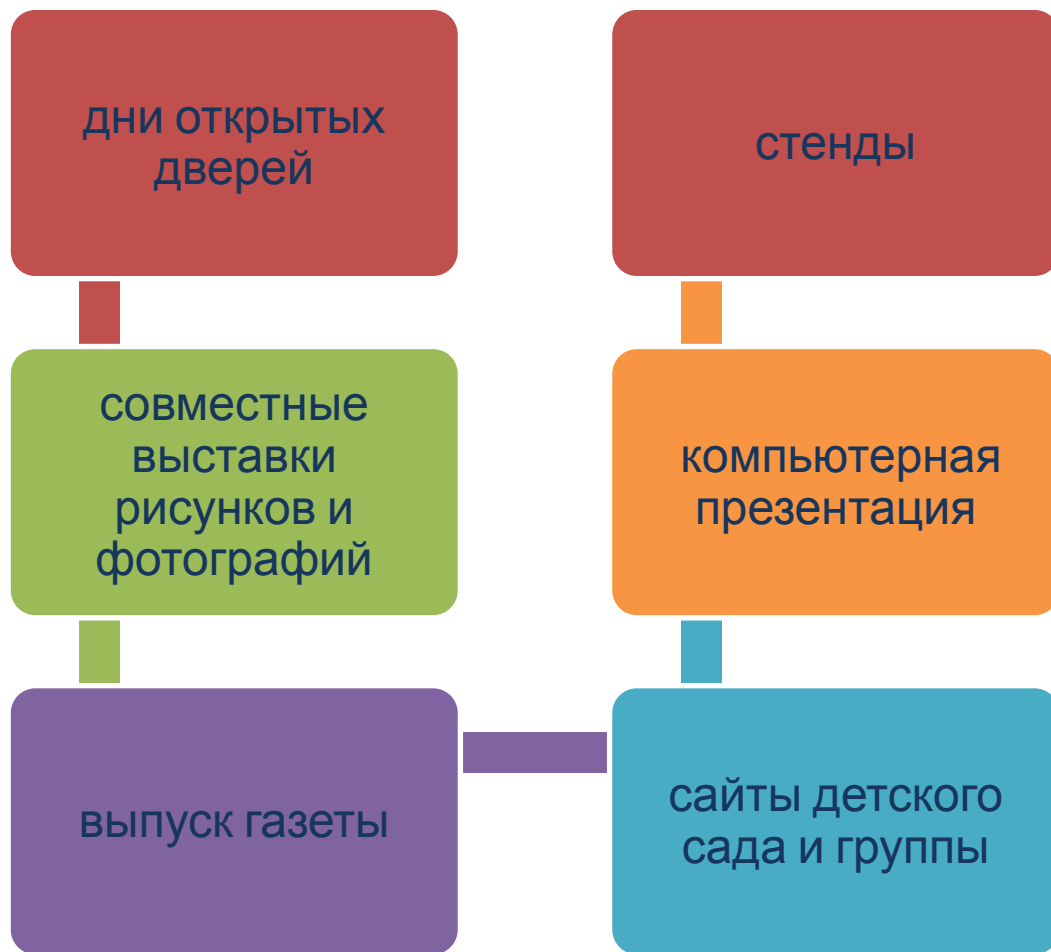 дни открытых
дверей
совместные
выставки
рисунков и
фотографий
выпуск газеты
сайты детского
сада и группы
компьютерная
презентация
стенды